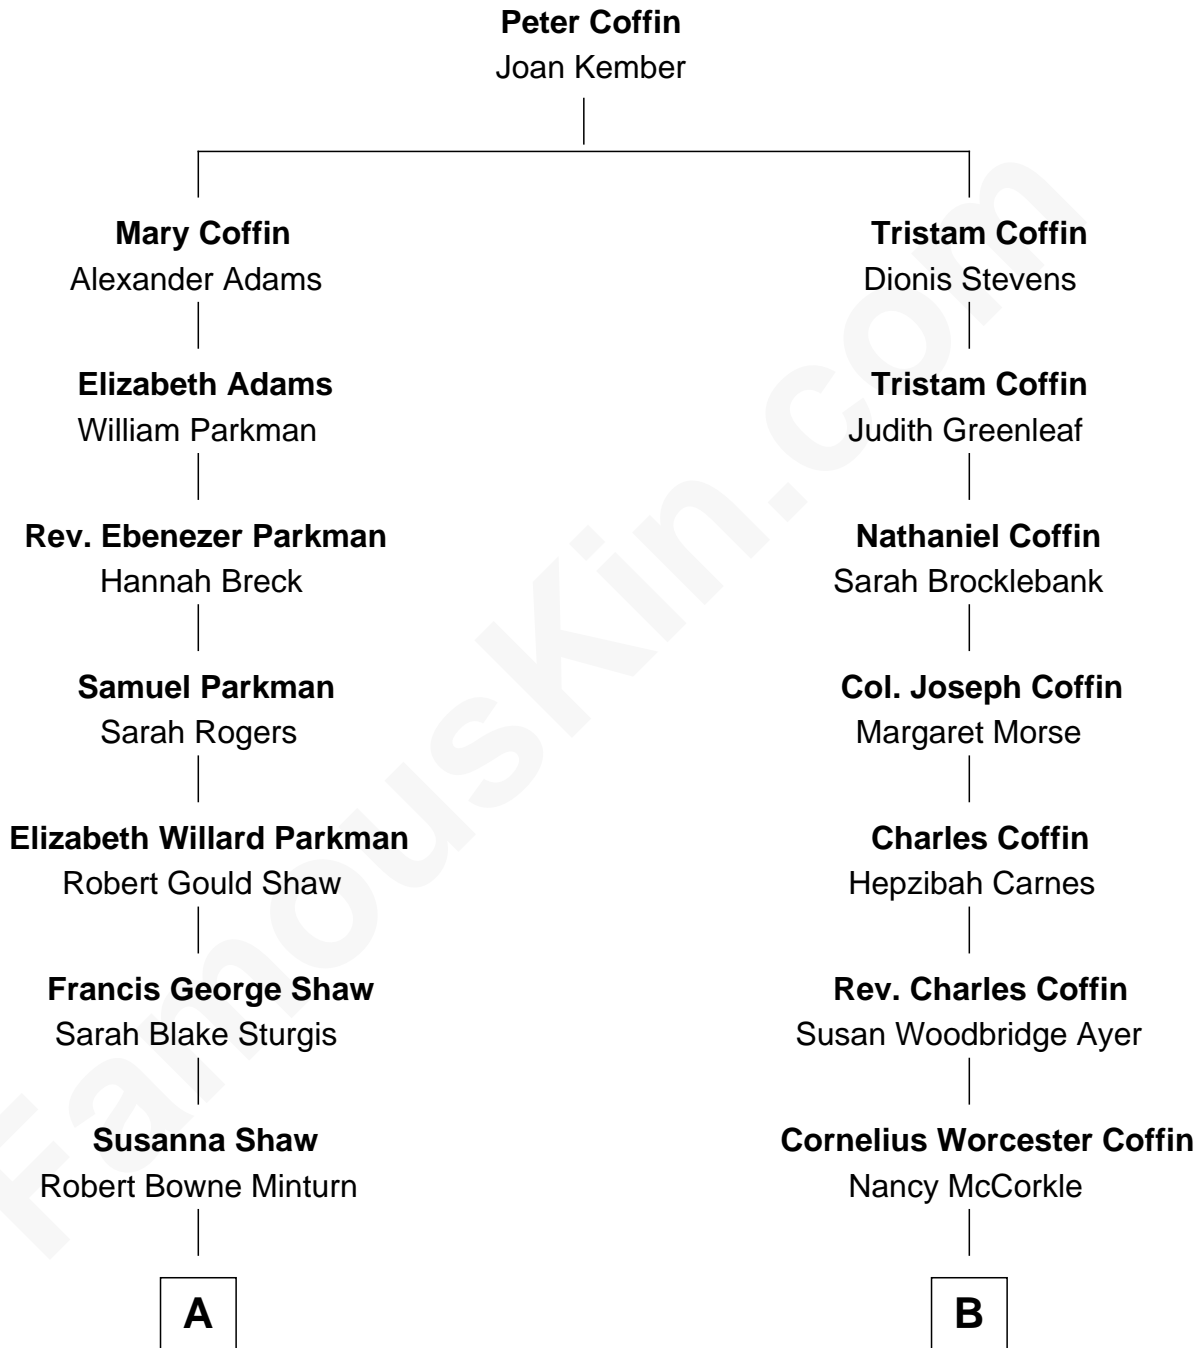 Peter Coffin
Joan Kember
Mary Coffin
Alexander Adams
Tristam Coffin
Dionis Stevens
Elizabeth Adams
William Parkman
Tristam Coffin
Judith Greenleaf
Rev. Ebenezer Parkman
Hannah Breck
Nathaniel Coffin
Sarah Brocklebank
Samuel Parkman
Sarah Rogers
Col. Joseph Coffin
Margaret Morse
Elizabeth Willard Parkman
Robert Gould Shaw
Charles Coffin
Hepzibah Carnes
Francis George Shaw
Sarah Blake Sturgis
Rev. Charles Coffin
Susan Woodbridge Ayer
Susanna Shaw
Robert Bowne Minturn
Cornelius Worcester Coffin
Nancy McCorkle
A
B
FamousKin.com